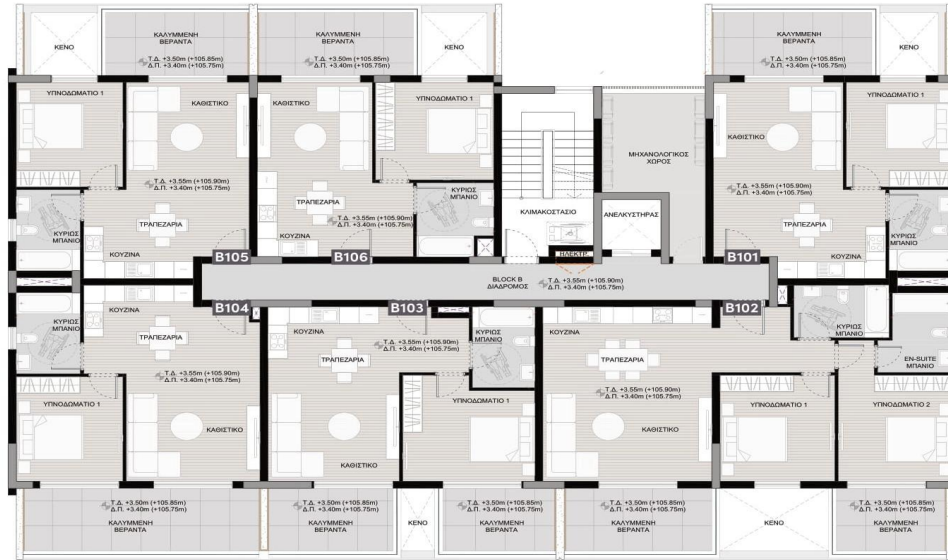 ΚΑΛΥΜΜΕΝΗ
ΒΕΡΑΝΤΑ
ΚΕΝΟ
Τ.Δ. +3.50m (+105.85m)
Δ.Π. +3.40m (+105.75m)
ΚΑΛΥΜΜΕΝΗ
ΒΕΡΑΝΤΑ
ΚΕΝΟ
Τ.Δ. +3.50m (+105.85m)
Δ.Π. +3.40m (+105.75m)
ΚΑΛΥΜΜΕΝΗ
ΒΕΡΑΝΤΑ
ΚΕΝΟ
Τ.Δ. +3.50m (+105.85m)
Δ.Π. +3.40m (+105.75m)
ΥΠΝΟΔΩΜΑΤΙΟ 1
ΚΑΘΙΣΤΙΚΟ
ΚΑΘΙΣΤΙΚΟ
ΥΠΝΟΔΩΜΑΤΙΟ 1
ΥΠΝΟΔΩΜΑΤΙΟ 1
ΚΑΘΙΣΤΙΚΟ
ΜΗΧΑΝΟΛΟΓΙΚΟΣ
ΧΩΡΟΣ
Τ.Δ. +3.55m (+105.90m)
Δ.Π. +3.40m (+105.75m)
Τ.Δ. +3.55m (+105.90m)
Δ.Π. +3.40m (+105.75m)
ΚΥΡΙΩΣ
ΜΠΑΝΙΟ
ΤΡΑΠΕΖΑΡΙΑ
ΚΟΥΖΙΝΑ
ΤΡΑΠΕΖΑΡΙΑ
Τ.Δ. +3.55m (+105.90m)
Δ.Π. +3.40m (+105.75m)
ΚΟΥΖΙΝΑ
ΚΥΡΙΩΣ
ΜΠΑΝΙΟ
ΚΛΙΜΑΚΟΣΤΑΣΙΟ
ΑΝΕΛΚΥΣΤΗΡΑΣ
ΗΛΕΚΤΡ.
ΤΡΑΠΕΖΑΡΙΑ
ΚΟΥΖΙΝΑ
ΚΥΡΙΩΣ
ΜΠΑΝΙΟ
B105
B106
B101
BLOCK B
ΔΙΑΔΡΟΜΟΣ
Τ.Δ. +3.55m (+105.90m)
Δ.Π. +3.40m (+105.75m)
B104
B103
B102
ΚΟΥΖΙΝΑ
ΚΥΡΙΩΣ
ΜΠΑΝΙΟ
ΤΡΑΠΕΖΑΡΙΑ
Τ.Δ. +3.55m (+105.90m)
Δ.Π. +3.40m (+105.75m)
ΥΠΝΟΔΩΜΑΤΙΟ 1
ΚΑΘΙΣΤΙΚΟ
ΚΟΥΖΙΝΑ
Τ.Δ. +3.55m (+105.90m)
Δ.Π. +3.40m (+105.75m)
ΤΡΑΠΕΖΑΡΙΑ
ΚΥΡΙΩΣ
ΜΠΑΝΙΟ
ΥΠΝΟΔΩΜΑΤΙΟ 1
ΚΑΘΙΣΤΙΚΟ
ΚΟΥΖΙΝΑ
ΤΡΑΠΕΖΑΡΙΑ
Τ.Δ. +3.55m (+105.90m)
Δ.Π. +3.40m (+105.75m)
ΚΑΘΙΣΤΙΚΟ
ΚΥΡΙΩΣ
ΜΠΑΝΙΟ
EN-SUITE
ΜΠΑΝΙΟ
ΥΠΝΟΔΩΜΑΤΙΟ 1
ΥΠΝΟΔΩΜΑΤΙΟ 2
Τ.Δ. +3.50m (+105.85m)
Δ.Π. +3.40m (+105.75m)
ΚΑΛΥΜΜΕΝΗ
ΒΕΡΑΝΤΑ
Τ.Δ. +3.50m (+105.85m)
Δ.Π. +3.40m (+105.75m)
ΚΑΛΥΜΜΕΝΗ
ΒΕΡΑΝΤΑ
ΚΕΝΟ
Τ.Δ. +3.50m (+105.85m)
Δ.Π. +3.40m (+105.75m)
ΚΑΛΥΜΜΕΝΗ
ΒΕΡΑΝΤΑ
Τ.Δ. +3.50m (+105.85m)
Δ.Π. +3.40m (+105.75m)
ΚΑΛΥΜΜΕΝΗ
ΒΕΡΑΝΤΑ
ΚΕΝΟ
Τ.Δ. +3.50m (+105.85m)
Δ.Π. +3.40m (+105.75m)
ΚΑΛΥΜΜΕΝΗ
ΒΕΡΑΝΤΑ